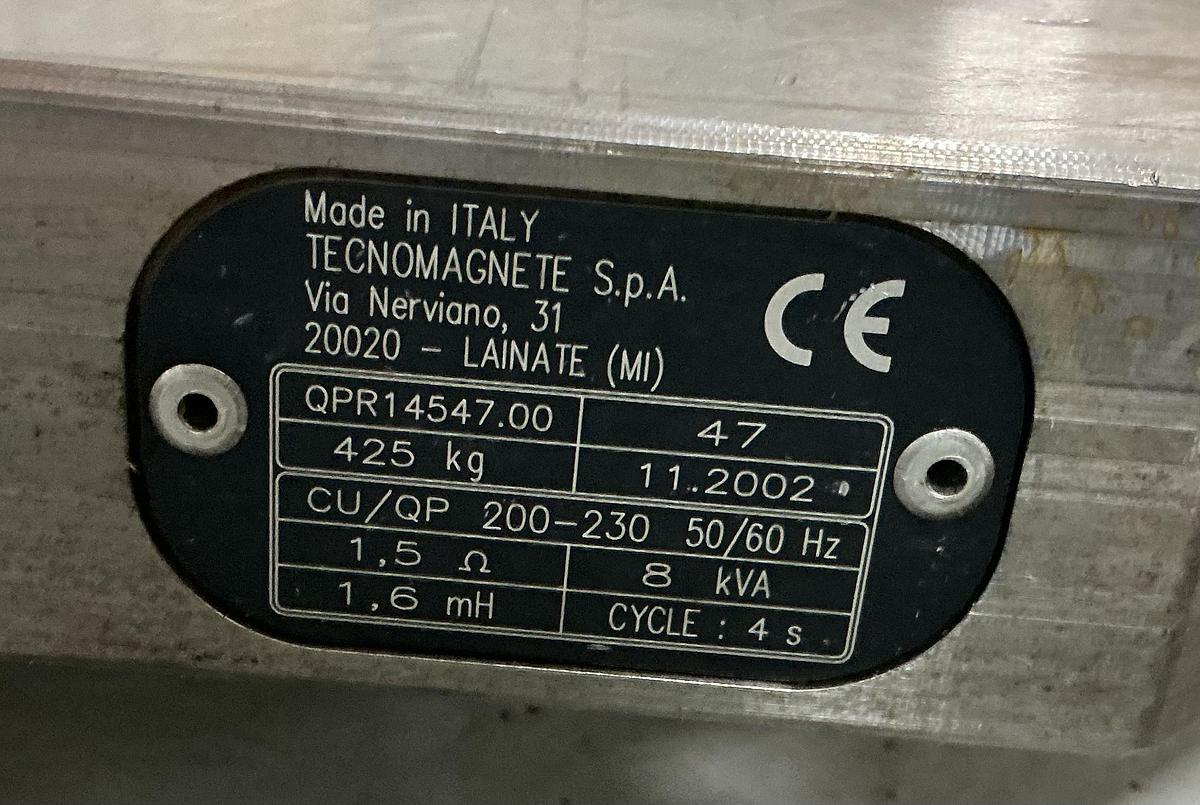 Made in ITALY
TECNOMAGNETE S.p.A.
Via Nerviano, 31
20020 - LAINATE (MI)
CE
QPR14547.00 47
425 kg 11.2002
CU/QP 200-230 50/60 Hz
1,5 Ω 8 kVA
1,6 mH CYCLE : 4 s